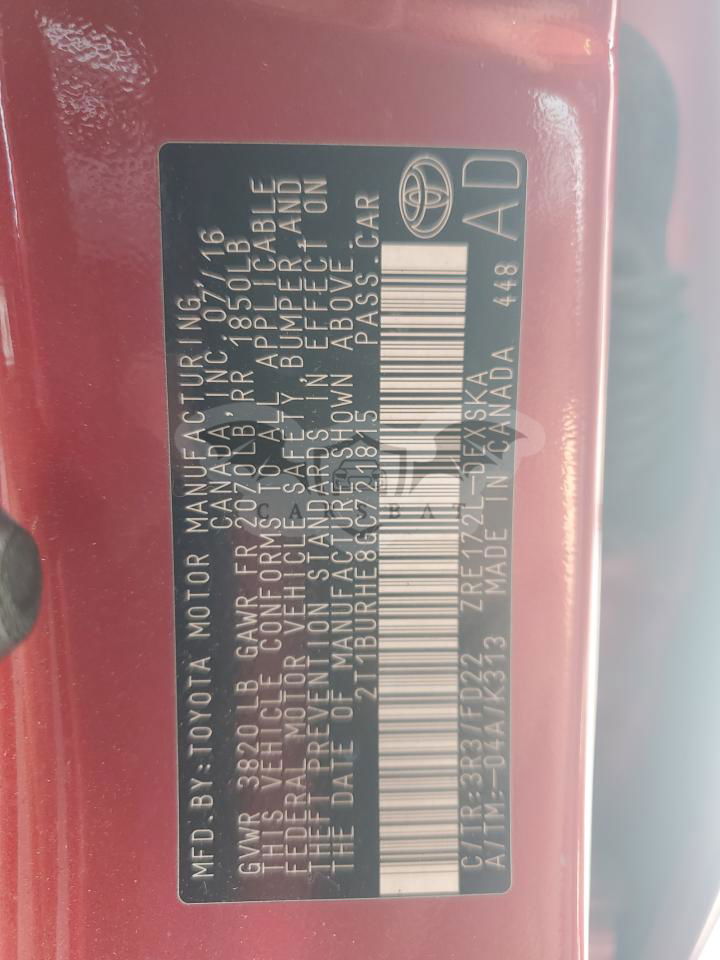 MFD.BY:TOYOTA MOTOR MANUFACTURING,
CANADA,INC. 07/16
GVWR 3820LB GAWR FR 2070LB,RR 1850LB
THIS VEHICLE CONFORMS TO ALL APPLICABLE
FEDERAL MOTOR VEHICLE SAFETY, BUMPER,AND
THEFT PREVENTION STANDARDS IN EFFECT ON
THE DATE OF MANUFACTURE SHOWN ABOVE.
2T1BURHE8GC721815 PASS.CAR
C/TR:3R3/FD22 ZRE172L-DEXSKA
A/TM:-04A/K313 MADE IN CANADA 448
AD
CARSBAT